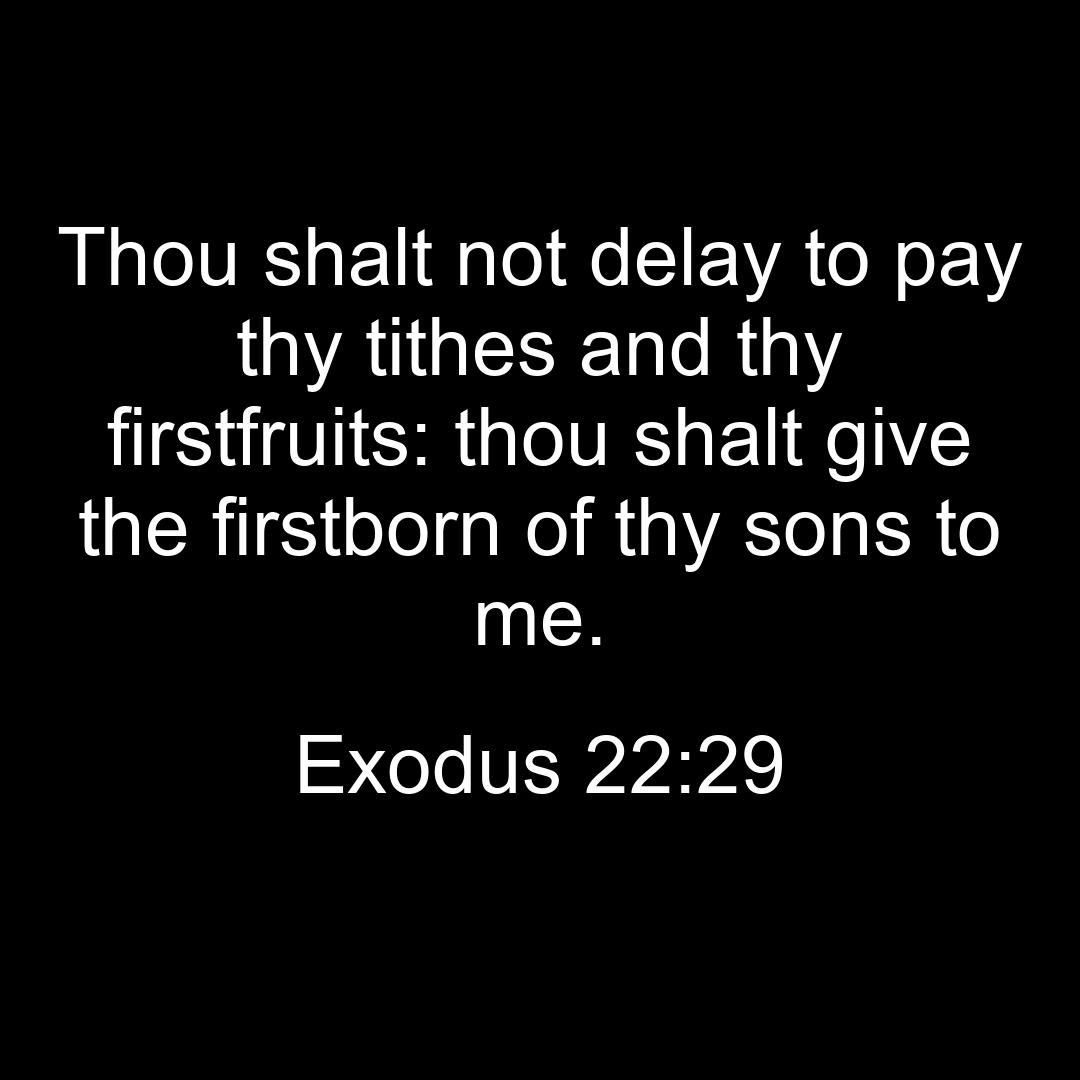 Thou shalt not delay to pay
thy tithes and thy
firstfruits: thou shalt give
the firstborn of thy sons to
me.
Exodus 22:29